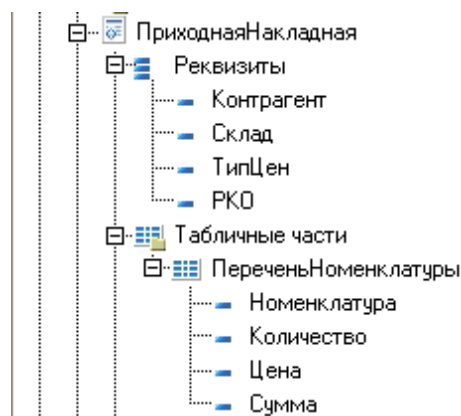 ПриходнаяНакладная
Реквизиты
Контрагент
Склад
ТипЦен
РКО
Табличные части
ПереченьНоменклатуры
Номенклатура
Количество
Цена
Сумма